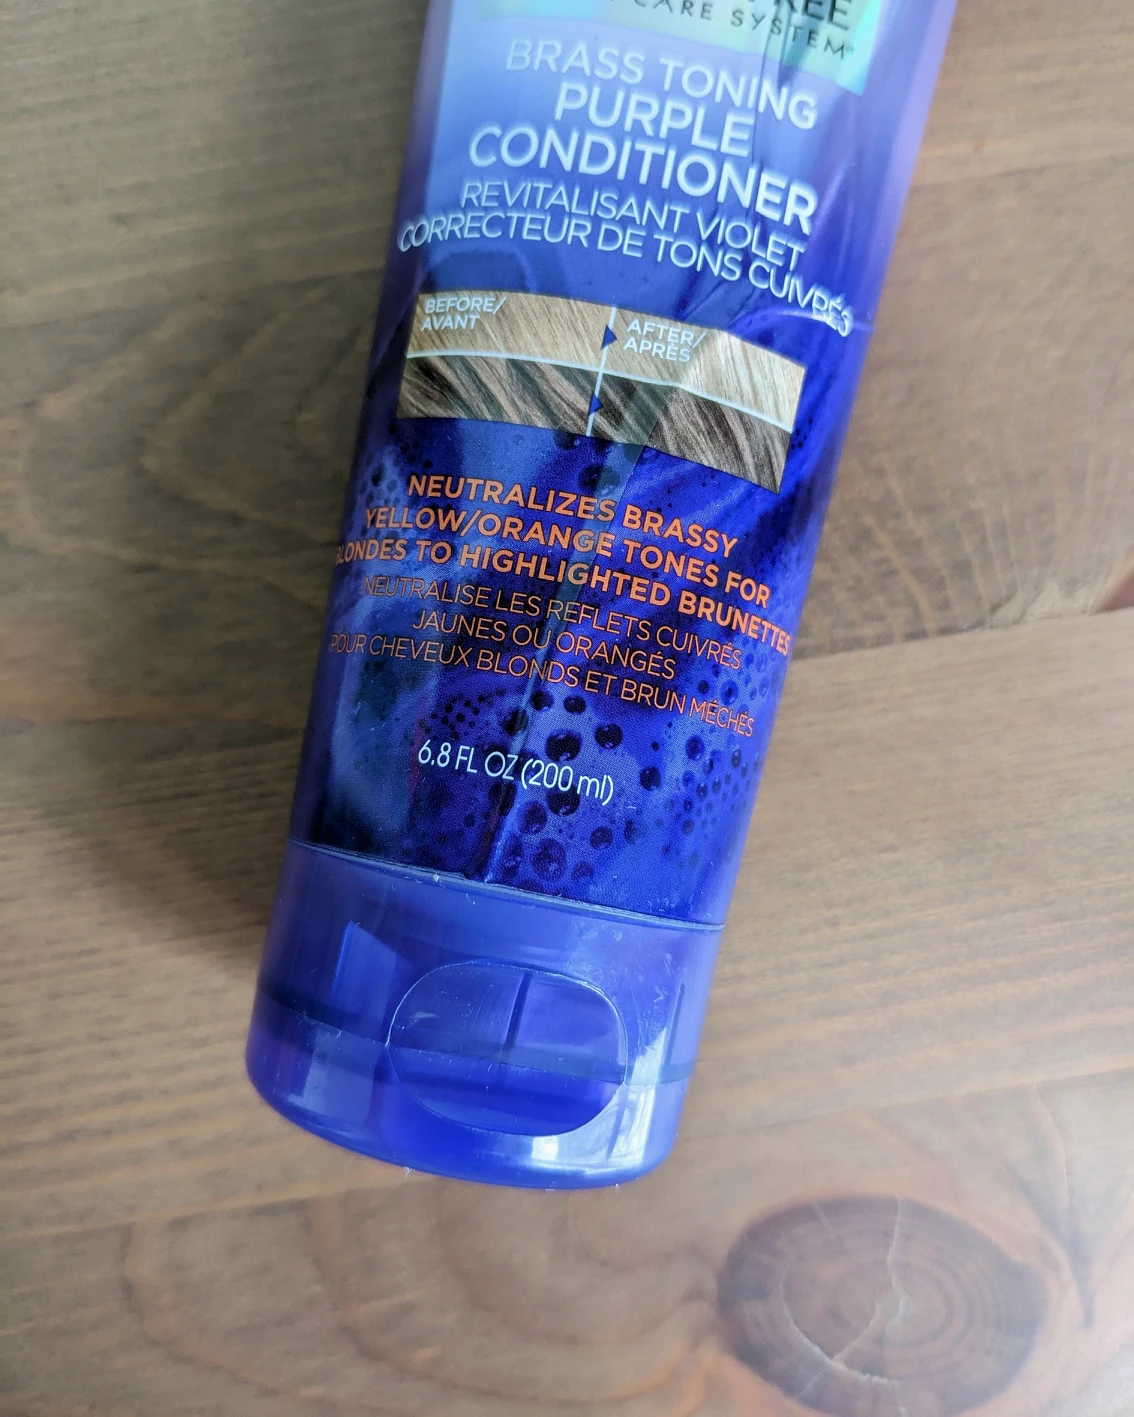 CARE SYSTEM
BRASS TONING
PURPLE
CONDITIONER
REVITALISANT VIOLET
CORRECTEUR DE TONS CUIVRÉS
BEFORE/
AVANT
AFTER/
APRÈS
NEUTRALIZES BRASSY
YELLOW/ORANGE TONES FOR
BLONDES TO HIGHLIGHTED BRUNETTES
NEUTRALISE LES REFLETS CUIVRÉS
JAUNES OU ORANGÉS
POUR CHEVEUX BLONDS ET BRUN MÉCHÉS
6.8 FL OZ (200 ml)